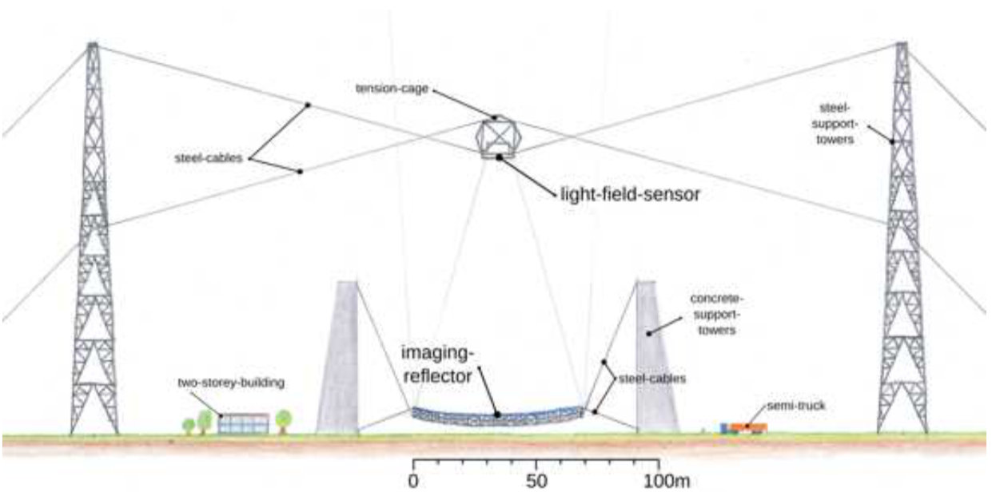 tension-cage
steel-
support-
towers
steel-cables
light-field-sensor
concrete-
support-
towers
imaging-
reflector
two-storey-building
steel-cables
semi-truck
0
50
100m